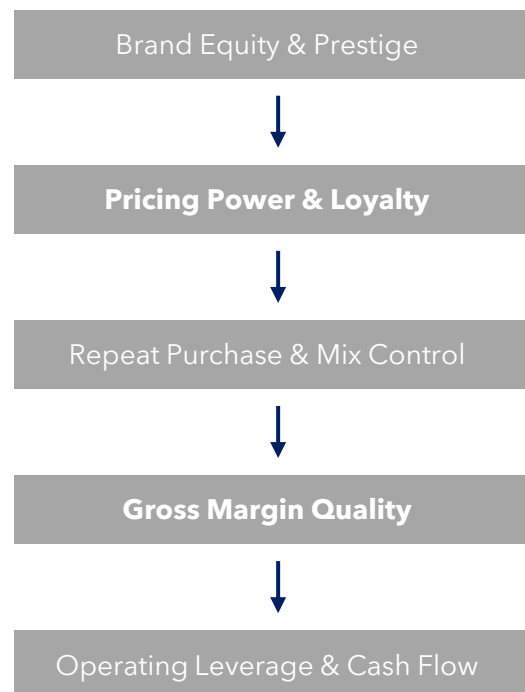 Brand Equity & Prestige
Pricing Power & Loyalty
Repeat Purchase & Mix Control
Gross Margin Quality
Operating Leverage & Cash Flow